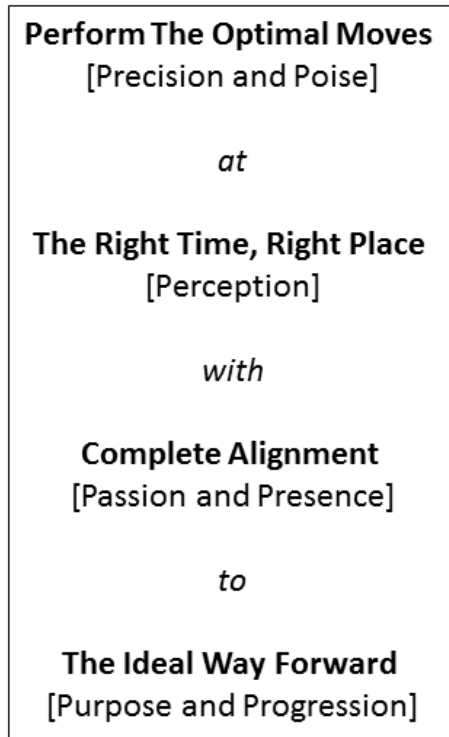 Perform The Optimal Moves
[Precision and Poise]
at
The Right Time, Right Place
[Perception]
with
Complete Alignment
[Passion and Presence]
to
The Ideal Way Forward
[Purpose and Progression]